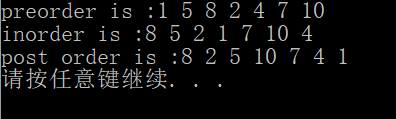 preorder is :1 5 8 2 4 7 10
inorder is :8 5 2 1 7 10 4
post order is :8 2 5 10 7 4 1
请按任意键继续. . .